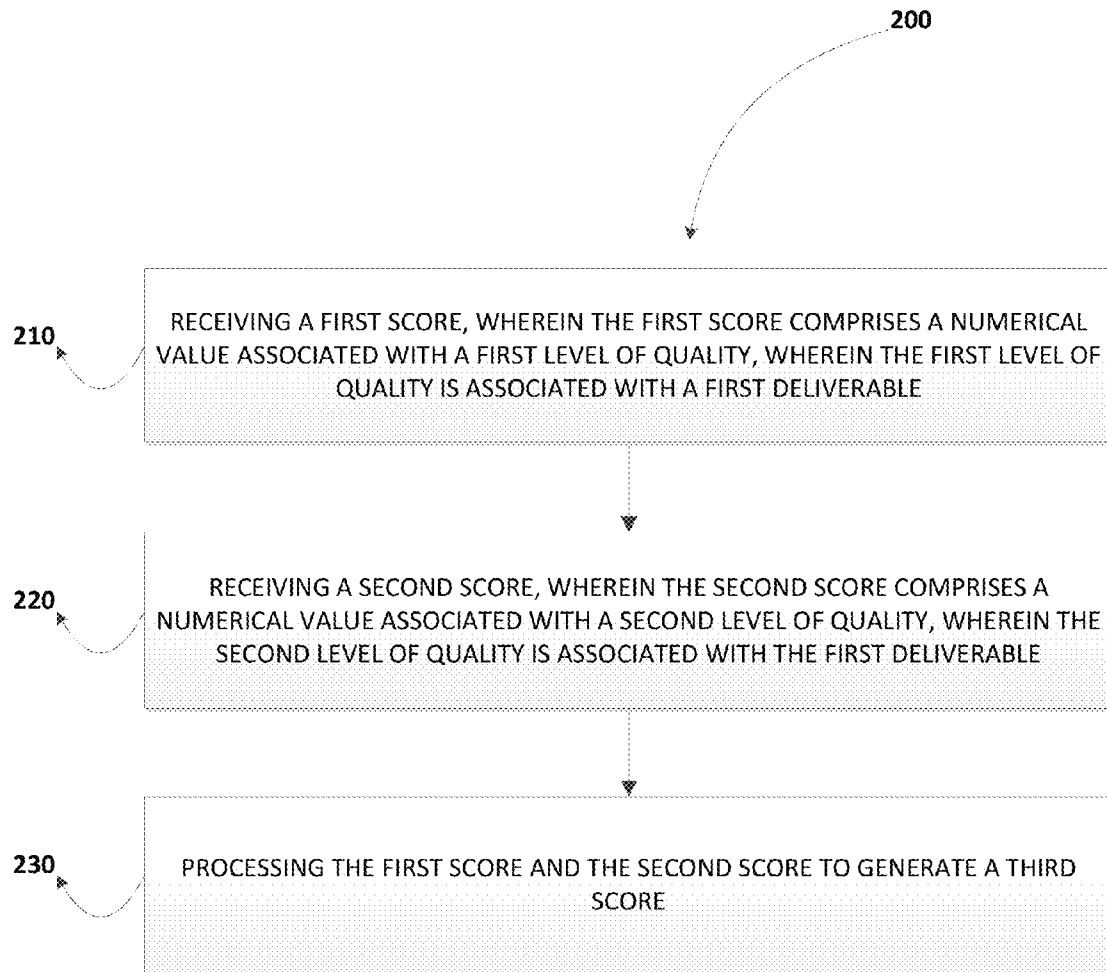 200
210
RECEIVING A FIRST SCORE, WHEREIN THE FIRST SCORE COMPRISES A NUMERICAL
VALUE ASSOCIATED WITH A FIRST LEVEL OF QUALITY, WHEREIN THE FIRST LEVEL OF
QUALITY IS ASSOCIATED WITH A FIRST DELIVERABLE
220
RECEIVING A SECOND SCORE, WHEREIN THE SECOND SCORE COMPRISES A
NUMERICAL VALUE ASSOCIATED WITH A SECOND LEVEL OF QUALITY, WHEREIN THE
SECOND LEVEL OF QUALITY IS ASSOCIATED WITH THE FIRST DELIVERABLE
230
PROCESSING THE FIRST SCORE AND THE SECOND SCORE TO GENERATE A THIRD
SCORE